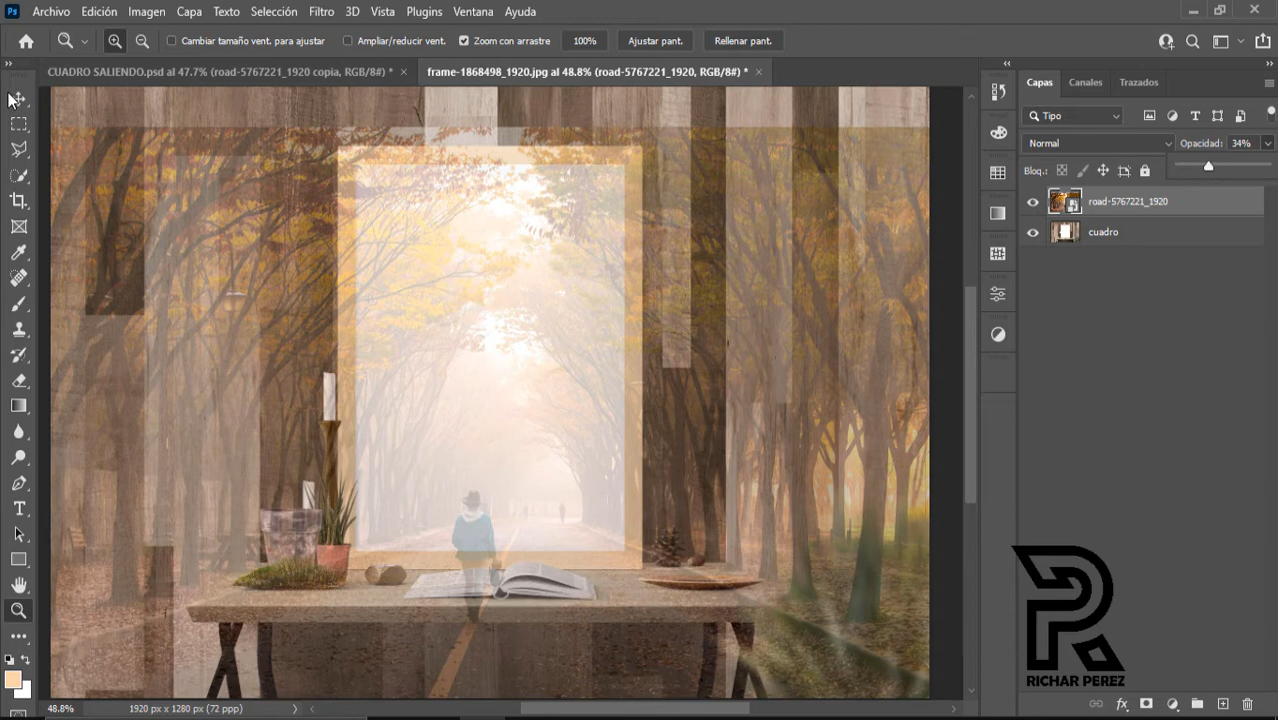 Ps Archivo Edición Imagen Capa Texto Selección Filtro 3D Vista Plugins Ventana Ayuda
Cambiar tamaño vent. para ajustar Ampliar/reducir vent. Zoom con arrastre 100% Ajustar pant. Rellenar pant.
CUADRO SALIENDO.psd al 47.7% (road-5767221_1920 copia, RGB/8#) * × frame-1868498_1920.jpg al 48.8% (road-5767221_1920, RGB/8#) * ×
Capas Canales Trazados
Tipo
Normal Opacidad: 34%
Bloq.:
road-5767221_1920
cuadro
RICHAR PEREZ
48.8% 1920 px x 1280 px (72 ppp)